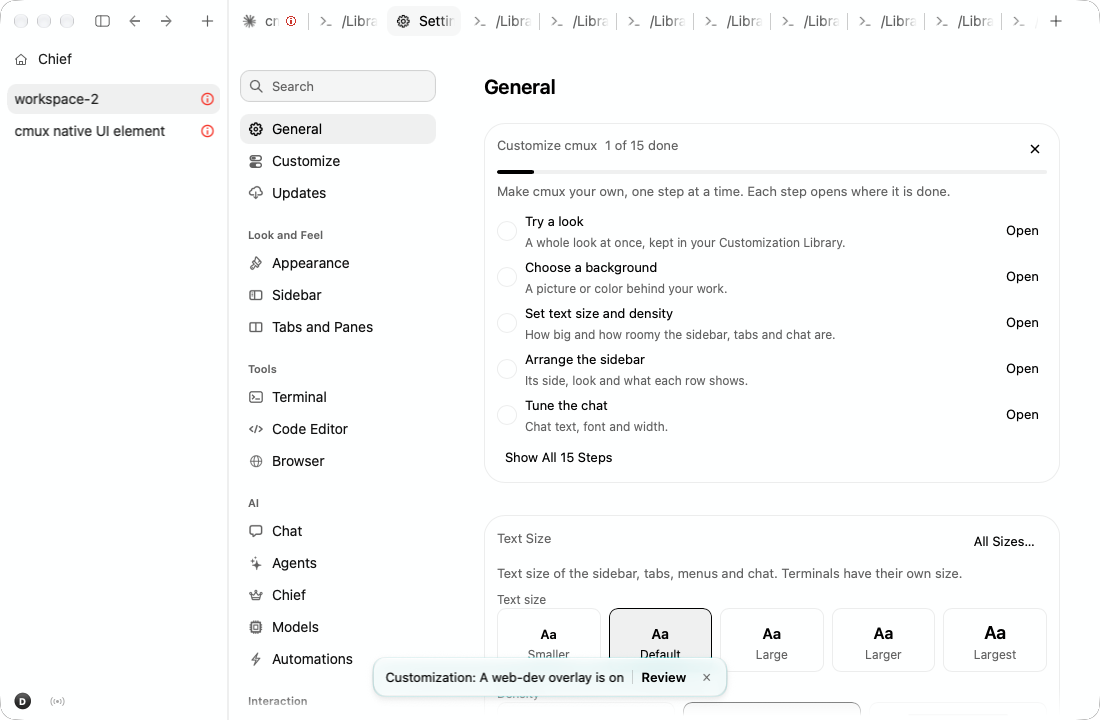 Chief
workspace-2
cmux native UI element
D
/Libra
Settin
/Libra
/Libra
/Libra
/Libra
/Libra
/Libra
/Libra
Search
General
Customize
Updates
Look and Feel
Appearance
Sidebar
Tabs and Panes
Tools
Terminal
Code Editor
Browser
AI
Chat
Agents
Chief
Models
Automations
Interaction
General
Customize cmux 1 of 15 done
Make cmux your own, one step at a time. Each step opens where it is done.
Try a look
A whole look at once, kept in your Customization Library.
Open
Choose a background
A picture or color behind your work.
Open
Set text size and density
How big and how roomy the sidebar, tabs and chat are.
Open
Arrange the sidebar
Its side, look and what each row shows.
Open
Tune the chat
Chat text, font and width.
Open
Show All 15 Steps
Text Size
All Sizes...
Text size of the sidebar, tabs, menus and chat. Terminals have their own size.
Text size
Aa
Smaller
Aa
Default
Aa
Large
Aa
Larger
Aa
Largest
Customization: A web-dev overlay is on
Review
Density